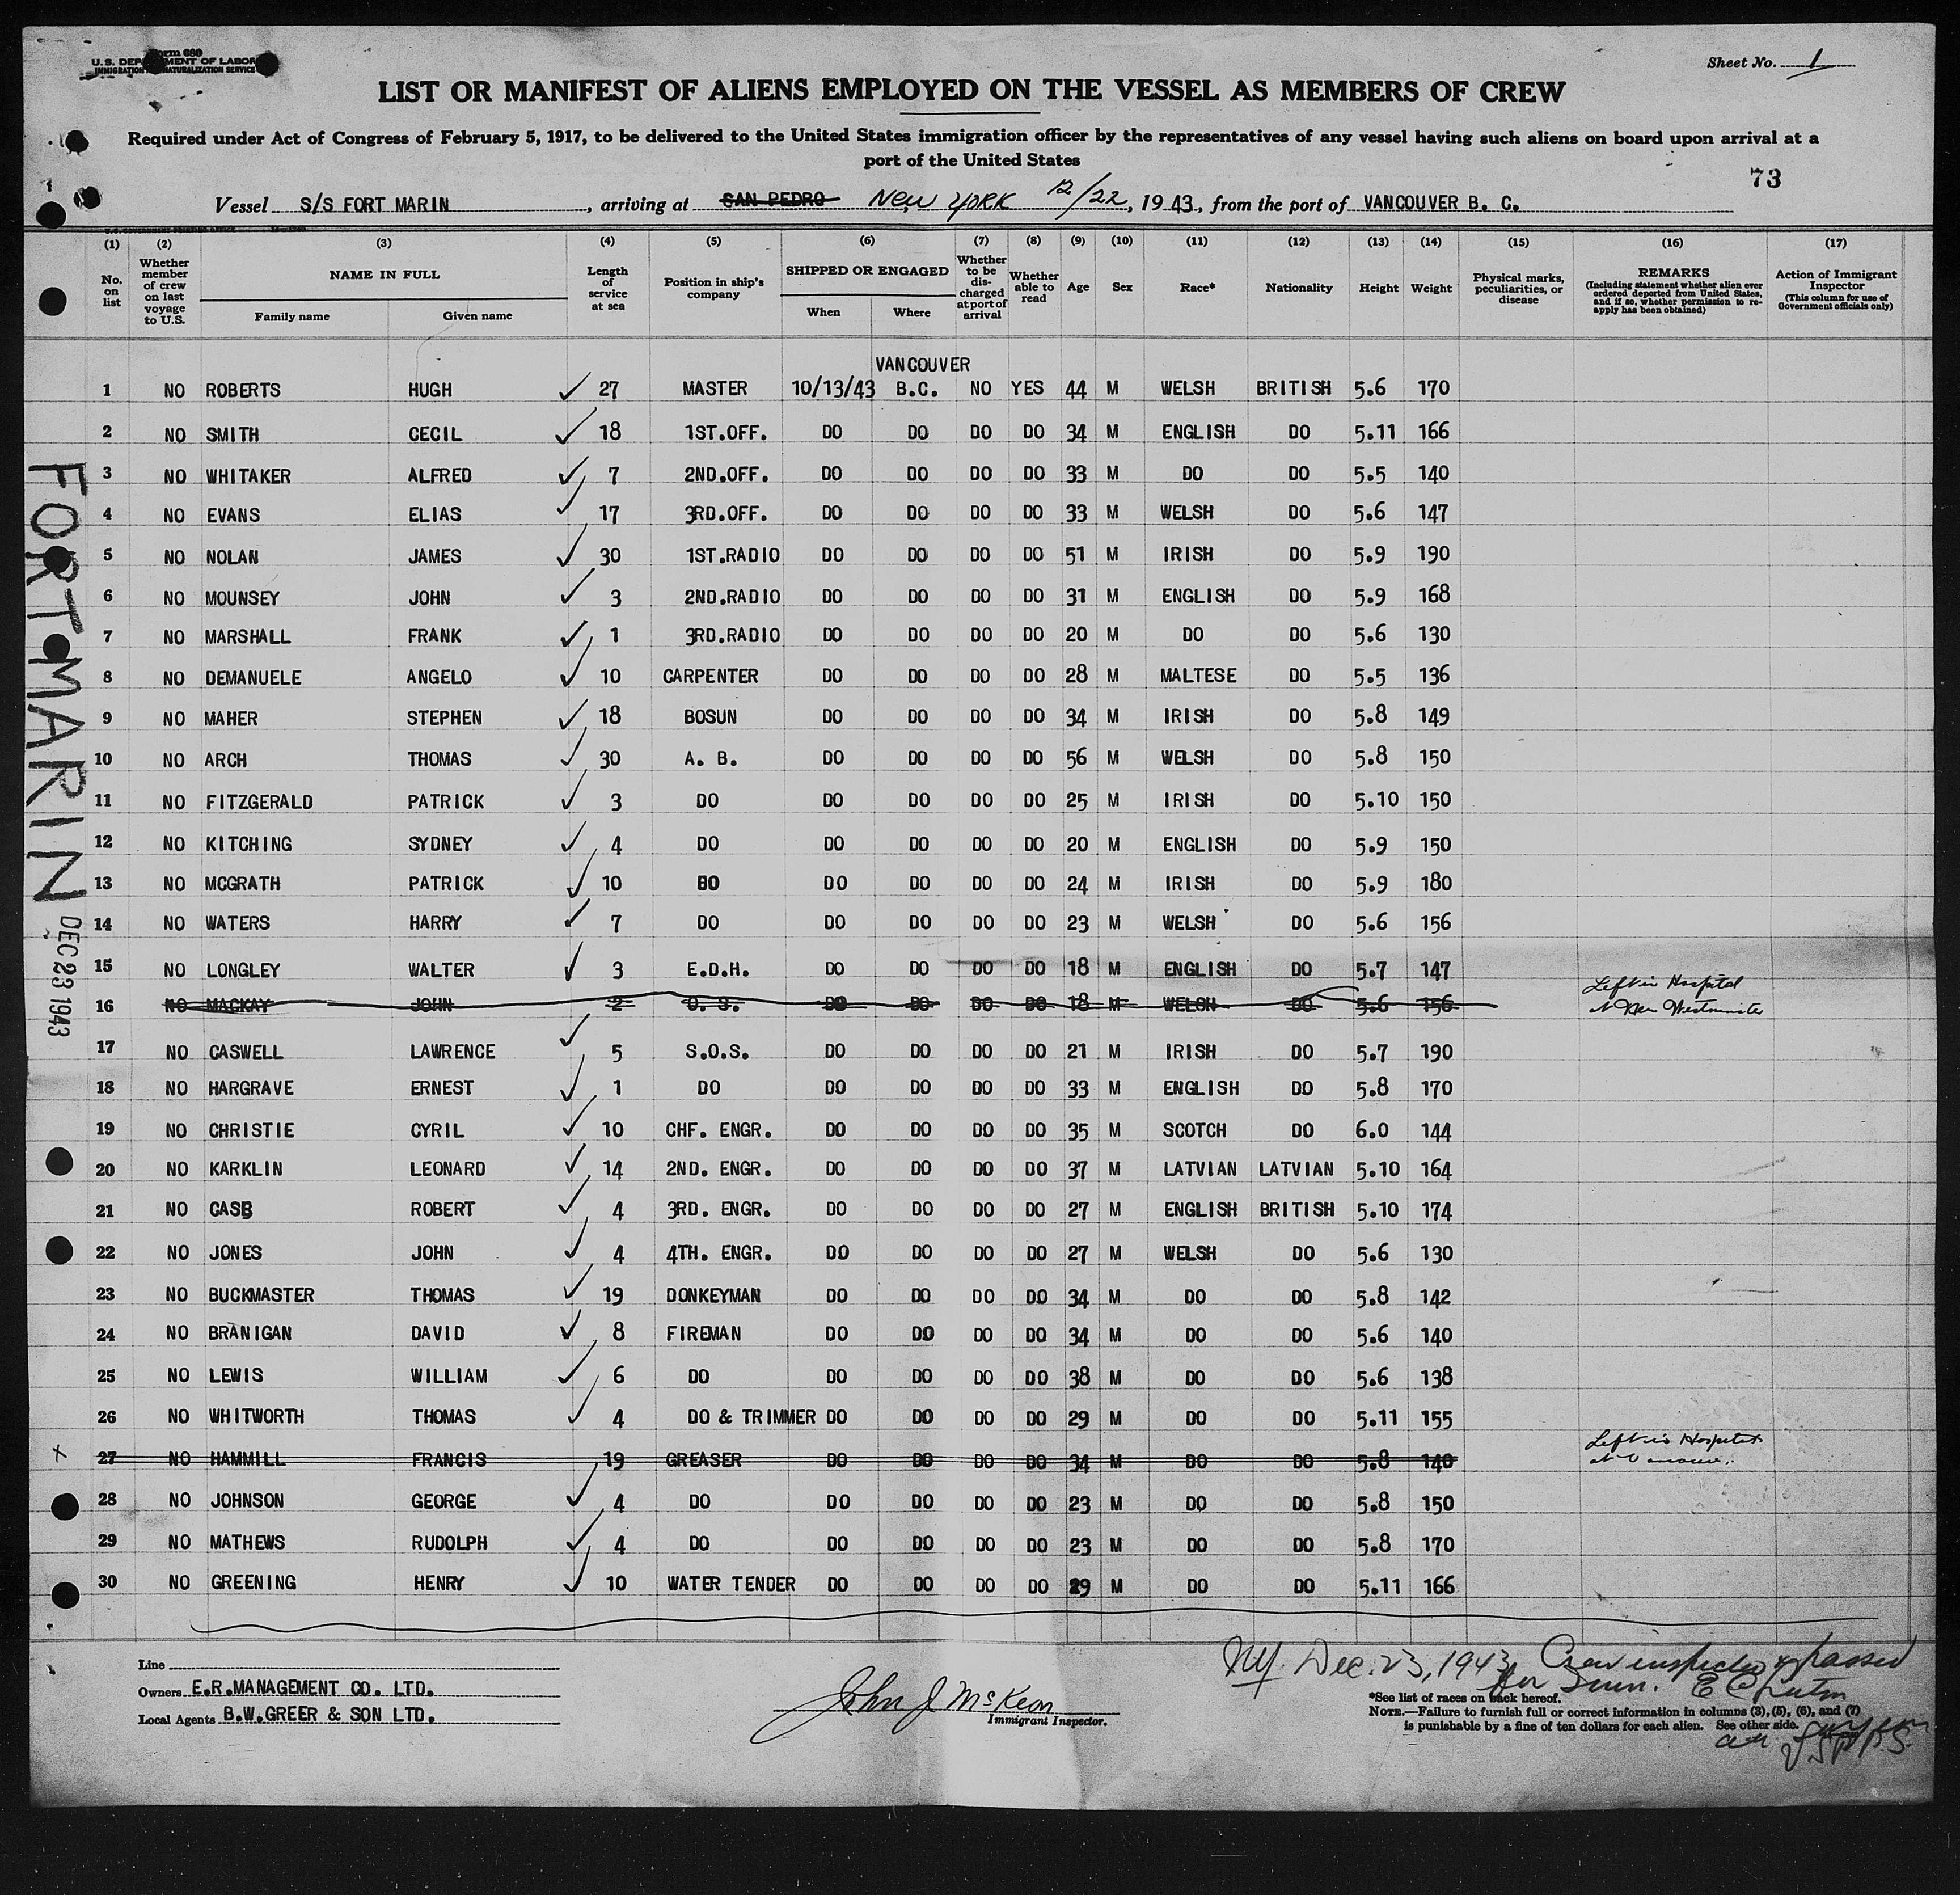 Form 680
U. S. DEPARTMENT OF LABOR
IMMIGRATION NATURALIZATION SERVICE
Sheet No. 1
LIST OR MANIFEST OF ALIENS EMPLOYED ON THE VESSEL AS MEMBERS OF CREW
Required under Act of Congress of February 5, 1917, to be delivered to the United States immigration officer by the representatives of any vessel having such aliens on board upon arrival at a
port of the United States
73
Vessel S/S FORT MARIN, arriving at SAN PEDRO New York 12/22, 1943, from the port of VANCOUVER B. C.
(1) (2) (3) (4) (5) (6) (7) (8) (9) (10) (11) (12) (13) (14) (15) (16) (17)
No. on list
Whether member of crew on last voyage to U.S.
NAME IN FULL
Family name
Given name
Length of service at sea
Position in ship's company
SHIPPED OR ENGAGED
When
Where
Whether to be discharged at port of arrival
Whether able to read
Age
Sex
Race*
Nationality
Height
Weight
Physical marks, peculiarities, or disease
REMARKS
(Including statement whether alien ever ordered deported from United States, and if so, whether permission to reapply has been obtained)
Action of Immigrant Inspector
(This column for use of Government officials only)
VANCOUVER
1 NO ROBERTS HUGH ✓ 27 MASTER 10/13/43 B.C. NO YES 44 M WELSH BRITISH 5.6 170
2 NO SMITH CECIL ✓ 18 1ST.OFF. DO DO DO DO 34 M ENGLISH DO 5.11 166
3 NO WHITAKER ALFRED ✓ 7 2ND.OFF. DO DO DO DO 33 M DO DO 5.5 140
4 NO EVANS ELIAS ✓ 17 3RD.OFF. DO DO DO DO 33 M WELSH DO 5.6 147
5 NO NOLAN JAMES ✓ 30 1ST.RADIO DO DO DO DO 51 M IRISH DO 5.9 190
6 NO MOUNSEY JOHN ✓ 3 2ND.RADIO DO DO DO DO 31 M ENGLISH DO 5.9 168
7 NO MARSHALL FRANK ✓ 1 3RD.RADIO DO DO DO DO 20 M DO DO 5.6 130
8 NO DEMANUELE ANGELO ✓ 10 CARPENTER DO DO DO DO 28 M MALTESE DO 5.5 136
9 NO MAHER STEPHEN ✓ 18 BOSUN DO DO DO DO 34 M IRISH DO 5.8 149
10 NO ARCH THOMAS ✓ 30 A. B. DO DO DO DO 56 M WELSH DO 5.8 150
11 NO FITZGERALD PATRICK ✓ 3 DO DO DO DO DO 25 M IRISH DO 5.10 150
12 NO KITCHING SYDNEY ✓ 4 DO DO DO DO DO 20 M ENGLISH DO 5.9 150
13 NO MCGRATH PATRICK ✓ 10 DO DO DO DO DO 24 M IRISH DO 5.9 180
14 NO WATERS HARRY ✓ 7 DO DO DO DO DO 23 M WELSH DO 5.6 156
15 NO LONGLEY WALTER ✓ 3 E.D.H. DO DO DO DO 18 M ENGLISH DO 5.7 147
16 NO MACKAY JOHN 2 O. S. DO DO DO DO 18 M WELSH DO 5.6 156 Left in Hospital at New Westminster
17 NO CASWELL LAWRENCE ✓ 5 S.O.S. DO DO DO DO 21 M IRISH DO 5.7 190
18 NO HARGRAVE ERNEST ✓ 1 DO DO DO DO DO 33 M ENGLISH DO 5.8 170
19 NO CHRISTIE CYRIL ✓ 10 CHF. ENGR. DO DO DO DO 35 M SCOTCH DO 6.0 144
20 NO KARKLIN LEONARD ✓ 14 2ND. ENGR. DO DO DO DO 37 M LATVIAN LATVIAN 5.10 164
21 NO CASB ROBERT ✓ 4 3RD. ENGR. DO DO DO DO 27 M ENGLISH BRITISH 5.10 174
22 NO JONES JOHN ✓ 4 4TH. ENGR. DO DO DO DO 27 M WELSH DO 5.6 130
23 NO BUCKMASTER THOMAS ✓ 19 DONKEYMAN DO DO DO DO 34 M DO DO 5.8 142
24 NO BRANIGAN DAVID ✓ 8 FIREMAN DO DO DO DO 34 M DO DO 5.6 140
25 NO LEWIS WILLIAM ✓ 6 DO DO DO DO DO 38 M DO DO 5.6 138
26 NO WHITWORTH THOMAS ✓ 4 DO & TRIMMER DO DO DO DO 29 M DO DO 5.11 155
x 27 NO HAMMILL FRANCIS 19 GREASER DO DO DO DO 34 M DO DO 5.8 140 Left in Hospital at Vancouver.
28 NO JOHNSON GEORGE ✓ 4 DO DO DO DO DO 23 M DO DO 5.8 150
29 NO MATHEWS RUDOLPH ✓ 4 DO DO DO DO DO 23 M DO DO 5.8 170
30 NO GREENING HENRY ✓ 10 WATER TENDER DO DO DO DO 29 M DO DO 5.11 166
FORT MARIN
DEC 23 1943
Line
Owners E.R.MANAGEMENT CO. LTD.
Local Agents B.W.GREER & SON LTD.
John J McKeon
Immigrant Inspector.
NY. Dec. 23, 1943 Crew inspected & passed
*See list of races on back hereof.
NOTE.—Failure to furnish full or correct information in columns (3), (5), (6), and (7)
is punishable by a fine of ten dollars for each alien. See other side.